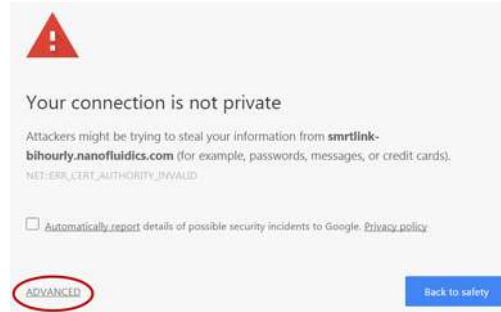 Your connection is not private
Attackers might be trying to steal your information from smrtlink-
bihourly.nanofluidics.com (for example, passwords, messages, or credit cards).
NET::ERR_CERT_AUTHORITY_INVALID
Automatically report details of possible security incidents to Google. Privacy policy
ADVANCED
Back to safety